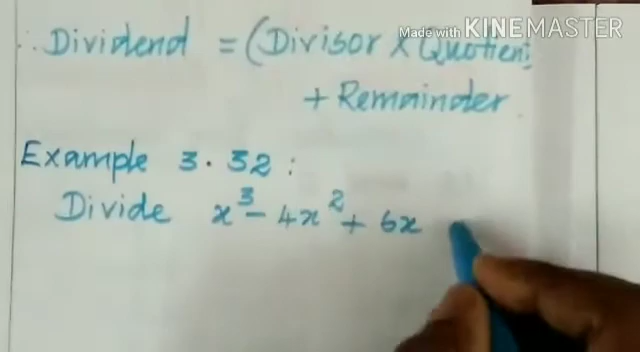 Made with KINEMASTER
∴ Dividend = (Divisor × Quotient
+ Remainder.
Example 3.32 :
Divide x³ - 4x² + 6x